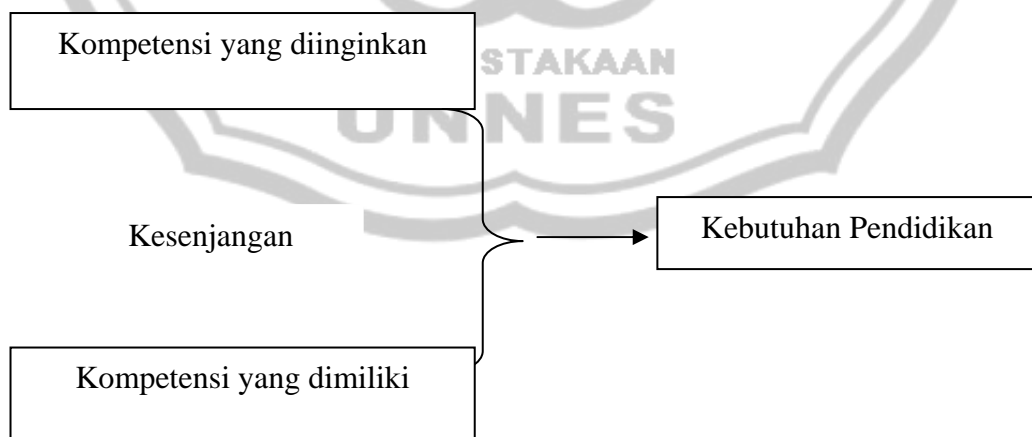 Kompetensi yang diinginkan
STAKAAN
UNNES
Kesenjangan
Kebutuhan Pendidikan
Kompetensi yang dimiliki